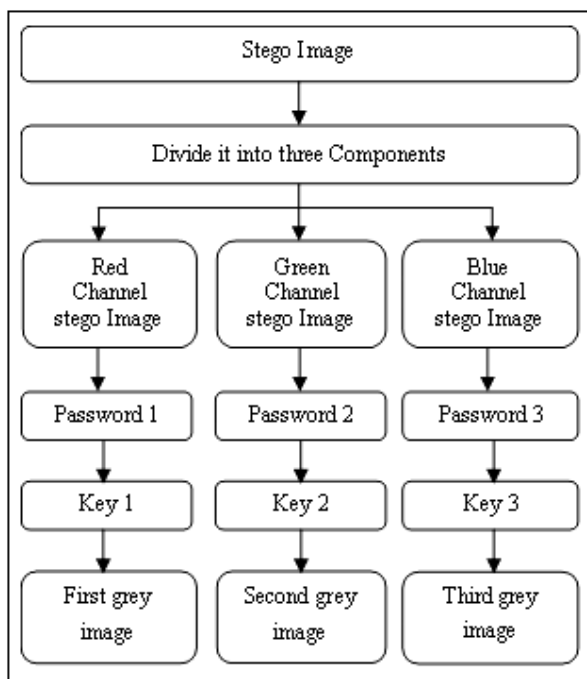 Stego Image
Divide it into three Components
Red
Channel
stego Image
Green
Channel
stego Image
Blue
Channel
stego Image
Password 1
Password 2
Password 3
Key 1
Key 2
Key 3
First grey
image
Second grey
image
Third grey
image